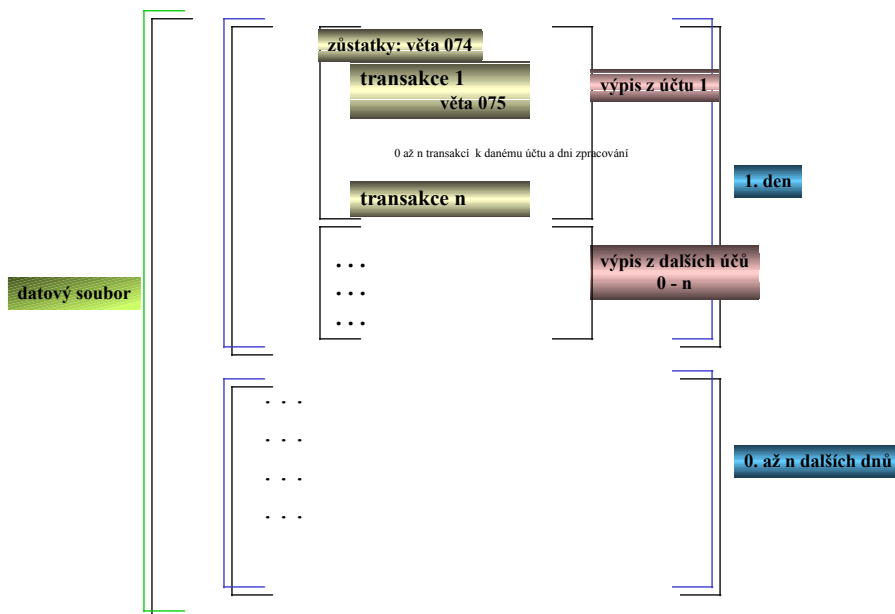 zůstatky: věta 074
transakce 1
věta 075
výpis z účtu 1
0 až n transakcí k danému účtu a dni zpracování
1. den
transakce n
výpis z dalších účů
0 - n
...
...
...
datový soubor
. . .
. . .
. . .
. . .
0. až n dalších dnů